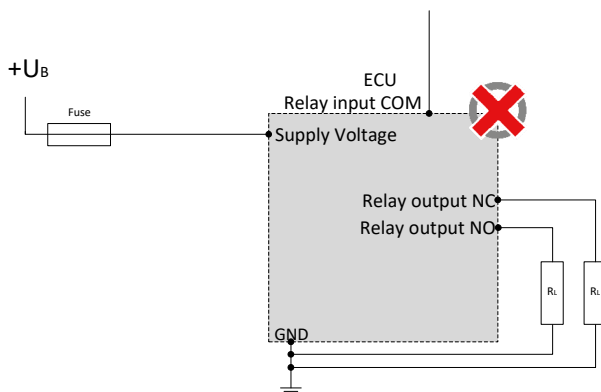 +UB
Fuse
ECU
Relay input COM
Supply Voltage
Relay output NC
Relay output NO
RL
RL
GND